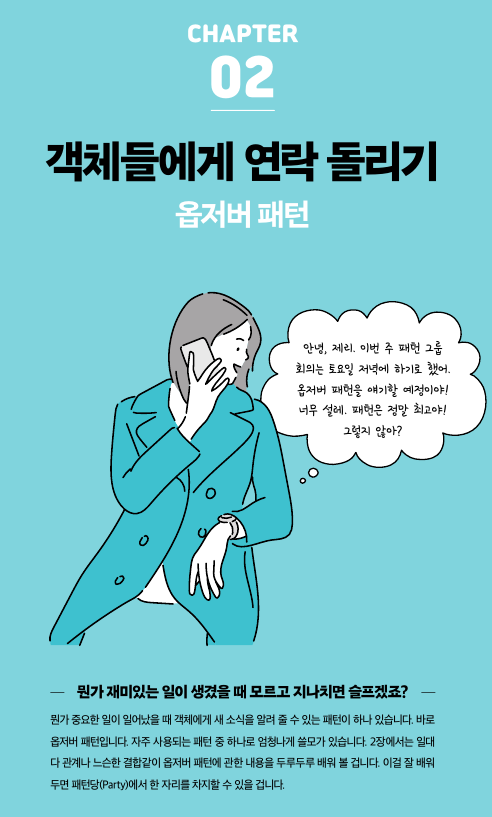 CHAPTER
02
객체들에게 연락 돌리기
옵저버 패턴
안녕, 제리. 이번 주 패턴 그룹
회의는 토요일 저녁에 하기로 했어.
옵저버 패턴을 얘기할 예정이야!
너무 설레. 패턴은 정말 최고야!
그렇지 않아?
뭔가 재미있는 일이 생겼을 때 모르고 지나치면 슬프겠죠?
뭔가 중요한 일이 일어났을 때 객체에게 새 소식을 알려 줄 수 있는 패턴이 하나 있습니다. 바로
옵저버 패턴입니다. 자주 사용되는 패턴 중 하나로 엄청나게 쓸모가 있습니다. 2장에서는 일대
다 관계나 느슨한 결합같이 옵저버 패턴에 관한 내용을 두루두루 배워 볼 겁니다. 이걸 잘 배워
두면 패턴당(Party)에서 한 자리를 차지할 수 있을 겁니다.